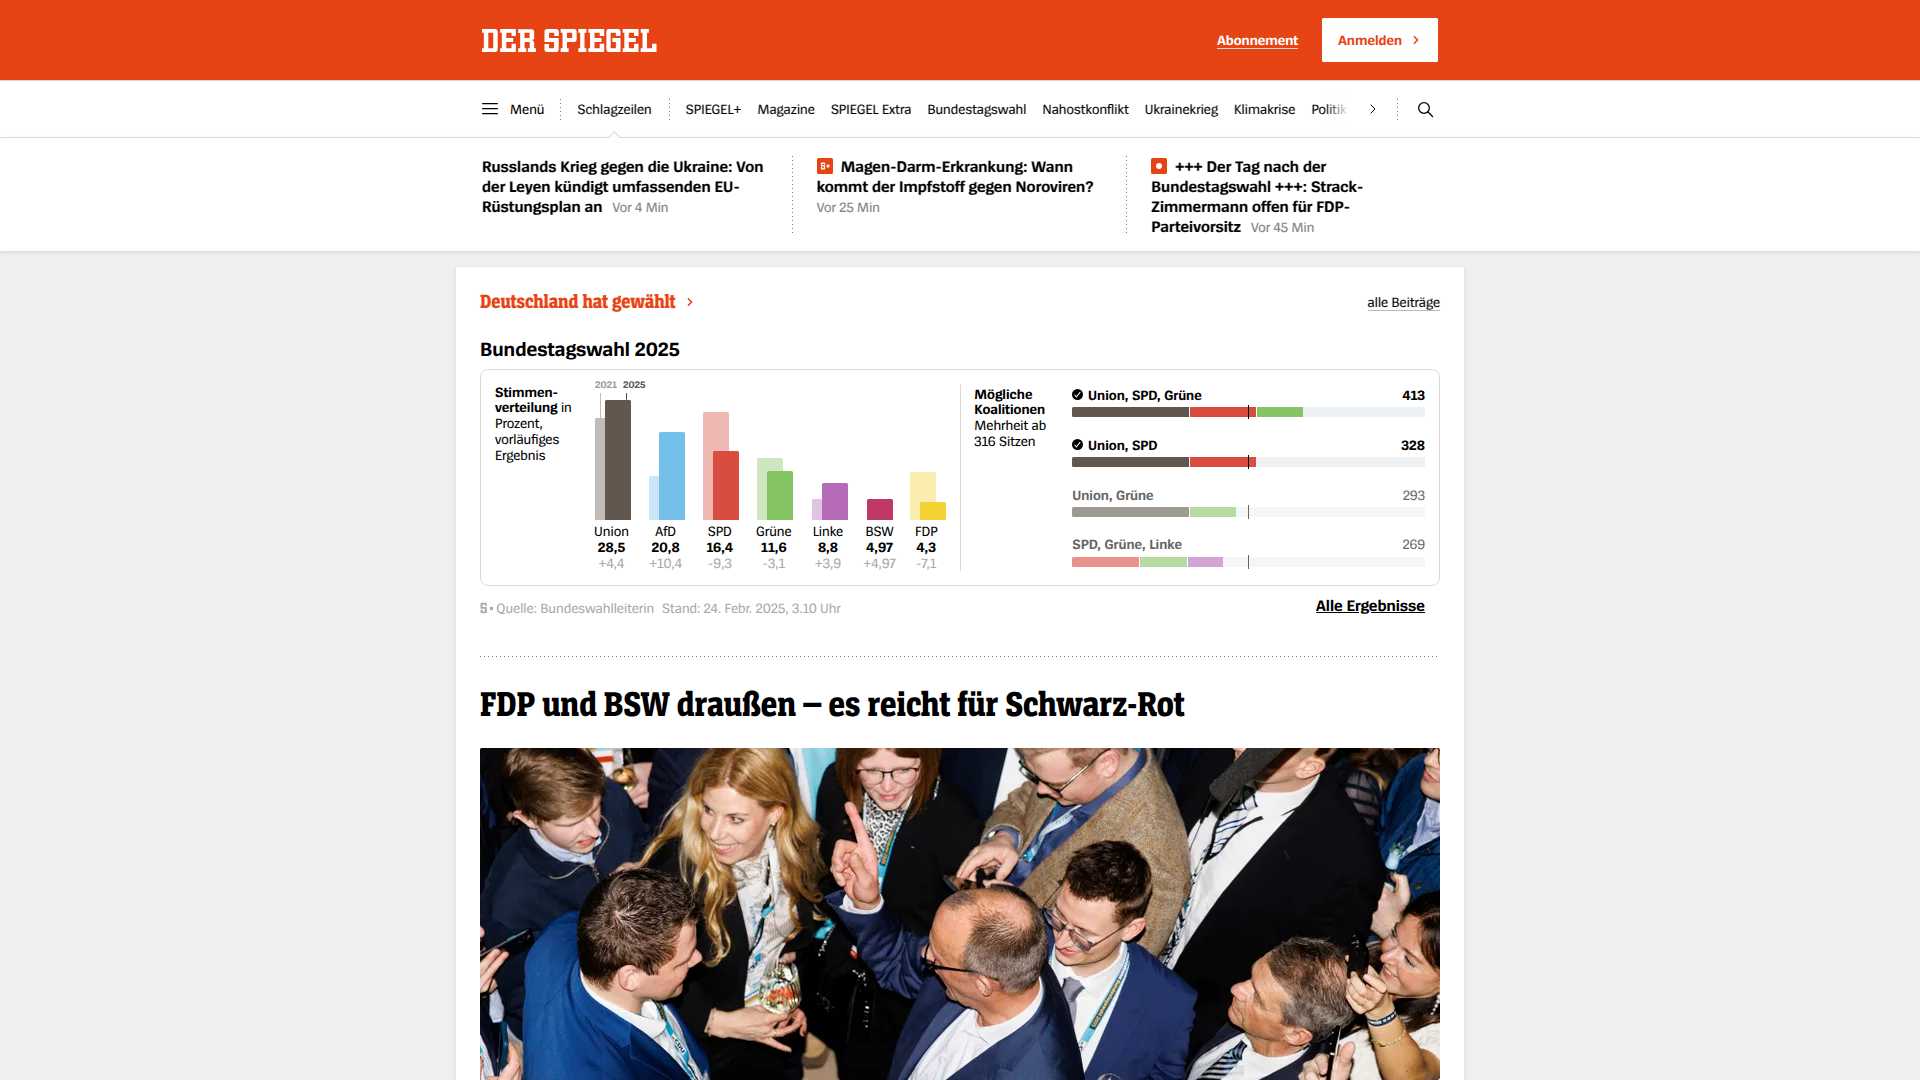 DER SPIEGEL
Abonnement
Anmelden
Menü
Schlagzeilen
SPIEGEL+
Magazine
SPIEGEL Extra
Bundestagswahl
Nahostkonflikt
Ukrainekrieg
Klimakrise
Politik
Russlands Krieg gegen die Ukraine: Von
der Leyen kündigt umfassenden EU-
Rüstungsplan an Vor 4 Min
S+ Magen-Darm-Erkrankung: Wann
kommt der Impfstoff gegen Noroviren?
Vor 25 Min
+++ Der Tag nach der
Bundestagswahl +++: Strack-
Zimmermann offen für FDP-
Parteivorsitz Vor 45 Min
Deutschland hat gewählt
alle Beiträge
Bundestagswahl 2025
Stimmen-
verteilung in
Prozent,
vorläufiges
Ergebnis
2021 2025
Union AfD SPD Grüne Linke BSW FDP
28,5 20,8 16,4 11,6 8,8 4,97 4,3
+4,4 +10,4 -9,3 -3,1 +3,9 +4,97 -7,1
Mögliche
Koalitionen
Mehrheit ab
316 Sitzen
Union, SPD, Grüne 413
Union, SPD 328
Union, Grüne 293
SPD, Grüne, Linke 269
S+ Quelle: Bundeswahlleiterin Stand: 24. Febr. 2025, 3.10 Uhr
Alle Ergebnisse
FDP und BSW draußen – es reicht für Schwarz-Rot
CDU